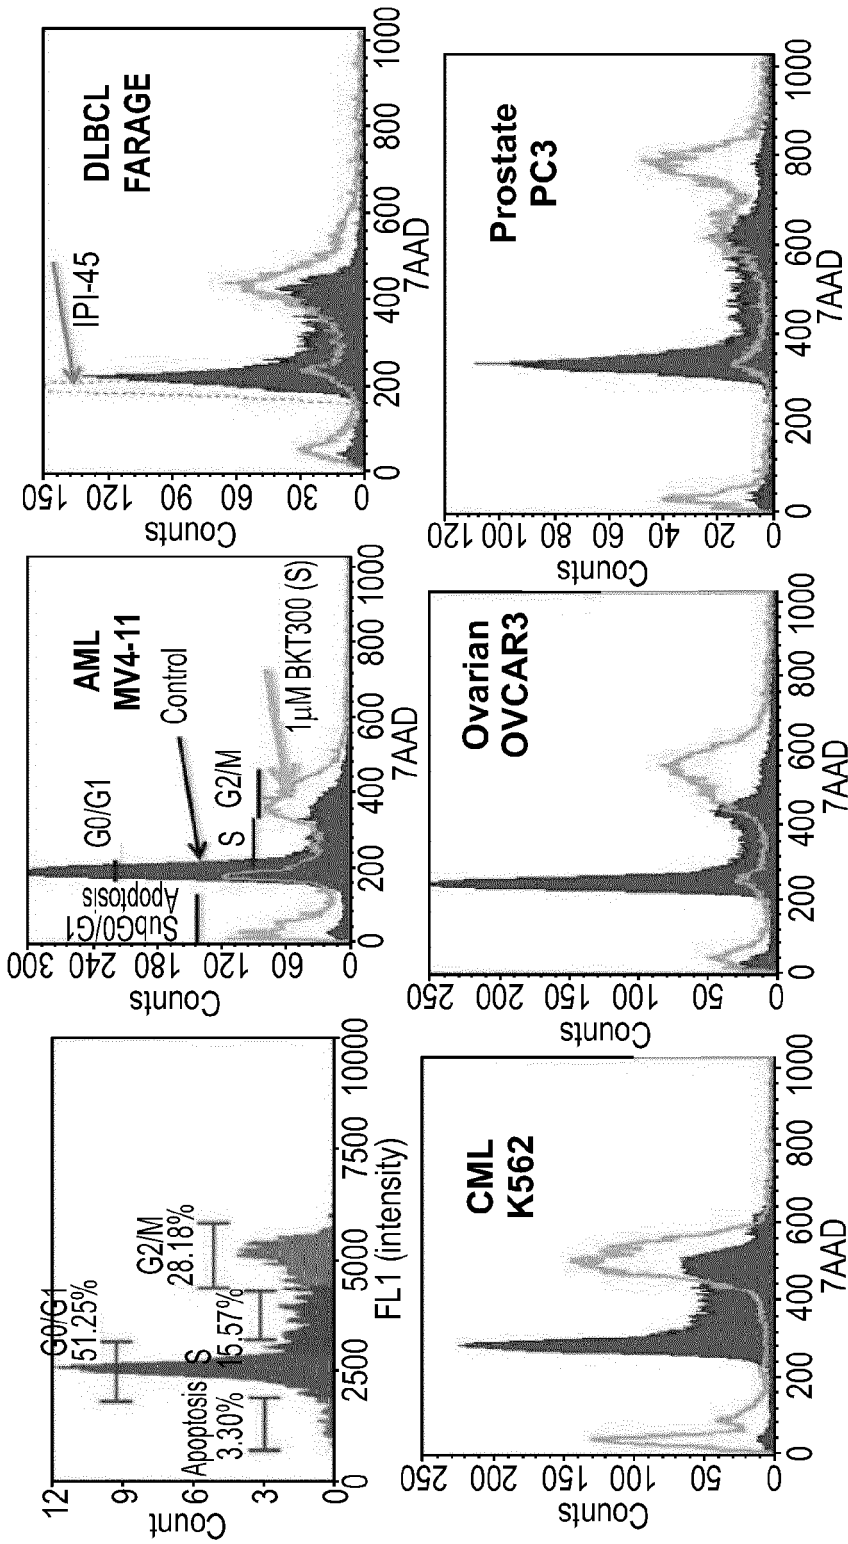 12
9
6
3
0
Count
G0/G1
51.25%
G2/M
28.18%
S
15.57%
Apoptosis
3.30%
0
2500
5000
7500
10000
FL1 (intensity)
300
240
180
120
60
0
Counts
SubG0/G1
Apoptosis
G0/G1
S
G2/M
AML
MV4-11
Control
1µM BKT300 (S)
0
200
400
600
800
1000
7AAD
150
120
90
60
30
0
Counts
IPI-45
DLBCL
FARAGE
0
200
400
600
800
1000
7AAD
250
200
150
100
50
0
Counts
CML
K562
0
200
400
600
800
1000
7AAD
250
200
150
100
50
0
Counts
Ovarian
OVCAR3
0
200
400
600
800
1000
7AAD
120
100
80
60
40
20
0
Counts
Prostate
PC3
0
200
400
600
800
1000
7AAD